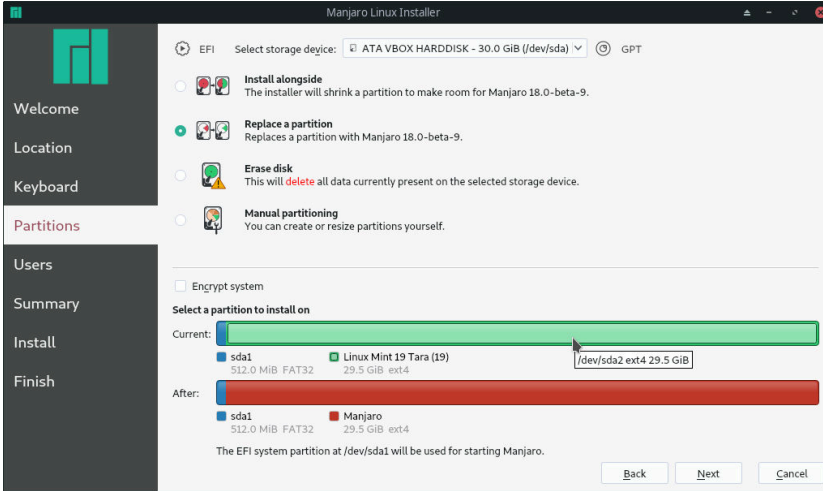 Manjaro Linux Installer
EFI Select storage device: ATA VBOX HARDDISK - 30.0 GiB (/dev/sda) GPT
Install alongside
The installer will shrink a partition to make room for Manjaro 18.0-beta-9.
Replace a partition
Replaces a partition with Manjaro 18.0-beta-9.
Erase disk
This will delete all data currently present on the selected storage device.
Manual partitioning
You can create or resize partitions yourself.
Welcome
Location
Keyboard
Partitions
Users
Summary
Install
Finish
Encrypt system
Select a partition to install on
Current:
/dev/sda2 ext4 29.5 GiB
sda1 Linux Mint 19 Tara (19)
512.0 MiB FAT32 29.5 GiB ext4
After:
sda1 Manjaro
512.0 MiB FAT32 29.5 GiB ext4
The EFI system partition at /dev/sda1 will be used for starting Manjaro.
Back Next Cancel